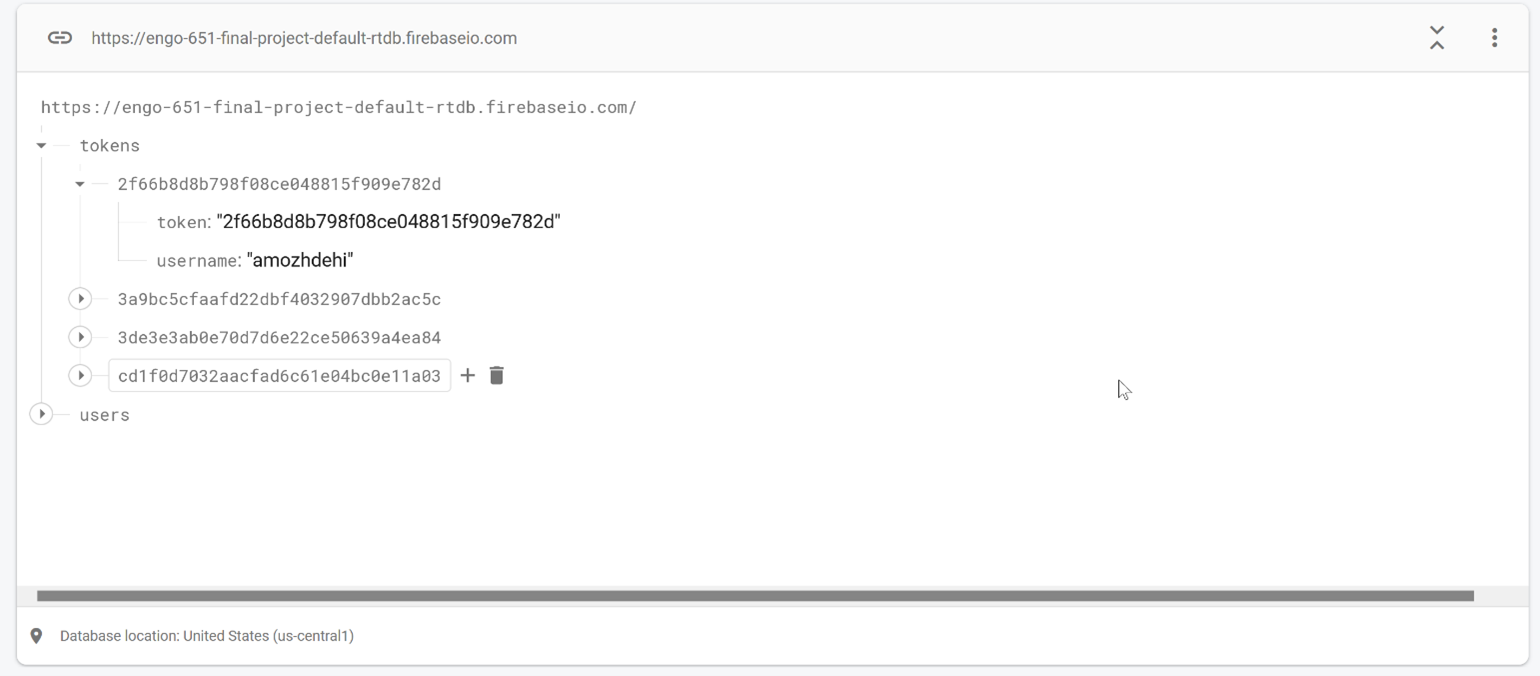 https://engo-651-final-project-default-rtdb.firebaseio.com
https://engo-651-final-project-default-rtdb.firebaseio.com/
tokens
2f66b8d8b798f08ce048815f909e782d
token: "2f66b8d8b798f08ce048815f909e782d"
username: "amozhdehi"
3a9bc5cfaafd22dbf4032907dbb2ac5c
3de3e3ab0e70d7d6e22ce50639a4ea84
cd1f0d7032aacfad6c61e04bc0e11a03
users
Database location: United States (us-central1)